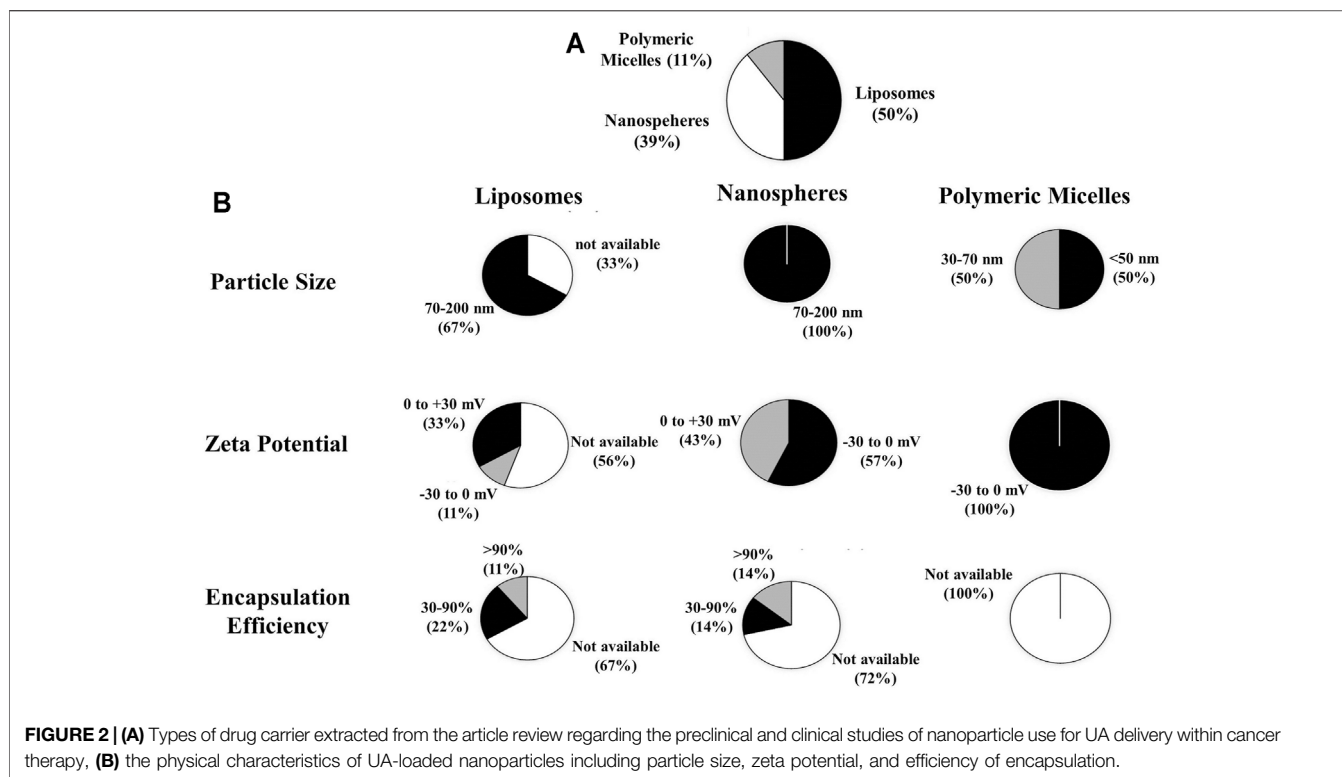 A
Polymeric
Micelles (11%)
Liposomes
(50%)
Nanospeheres
(39%)
B
Liposomes
Nanospheres
Polymeric Micelles
Particle Size
not available
(33%)
70-200 nm
(67%)
70-200 nm
(100%)
30-70 nm
(50%)
<50 nm
(50%)
Zeta Potential
0 to +30 mV
(33%)
Not available
(56%)
-30 to 0 mV
(11%)
0 to +30 mV
(43%)
-30 to 0 mV
(57%)
-30 to 0 mV
(100%)
Encapsulation
Efficiency
>90%
(11%)
30-90%
(22%)
Not available
(67%)
>90%
(14%)
30-90%
(14%)
Not available
(72%)
Not available
(100%)
FIGURE 2 | (A) Types of drug carrier extracted from the article review regarding the preclinical and clinical studies of nanoparticle use for UA delivery within cancer
therapy, (B) the physical characteristics of UA-loaded nanoparticles including particle size, zeta potential, and efficiency of encapsulation.